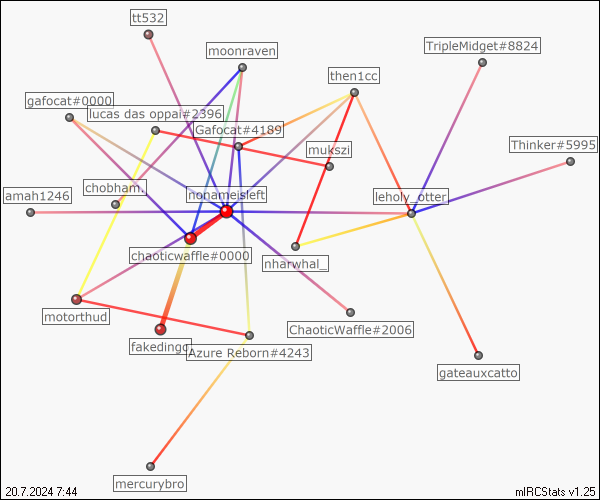 tt532
moonraven
TripleMidget#8824
then1cc
gafocat#0000
lucas das oppai#2396
Gafocat#4189
mukszi
Thinker#5995
amah1246
chobham.
nonameisleft
leholy_otter
chaoticwaffle#0000
nharwhal_
motorthud
ChaoticWaffle#2006
fakedingo
Azure Reborn#4243
gateauxcatto
mercurybro
20.7.2024 7:44
mIRCStats v1.25